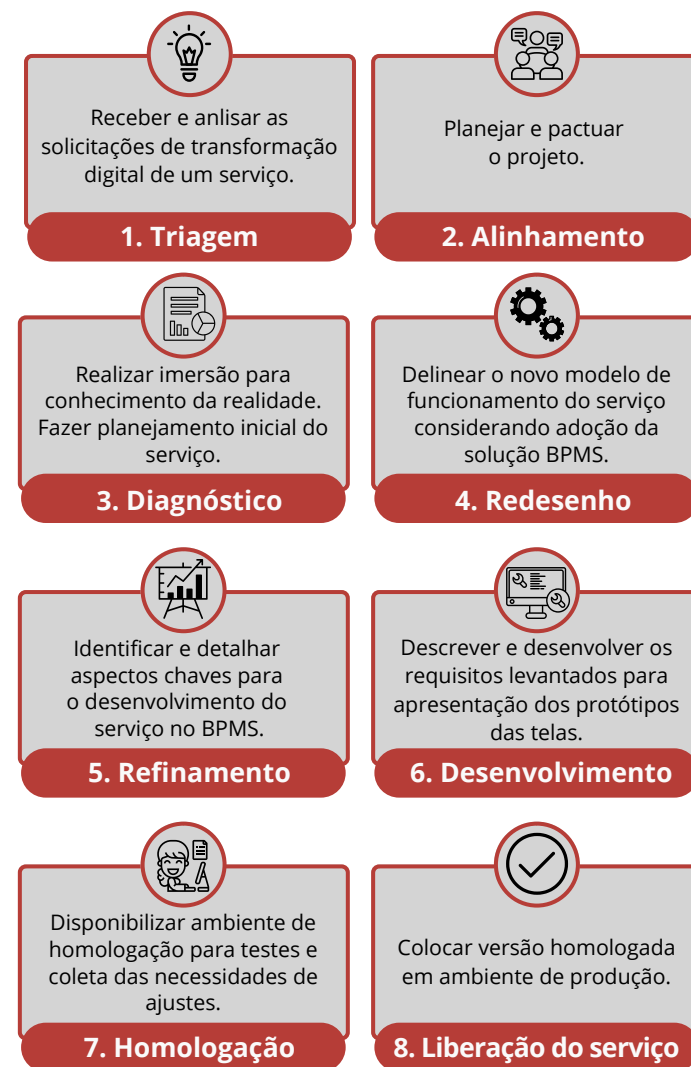 Receber e anlisar as
solicitações de transformação
digital de um serviço.
1. Triagem
Planejar e pactuar
o projeto.
2. Alinhamento
Realizar imersão para
conhecimento da realidade.
Fazer planejamento inicial do
serviço.
3. Diagnóstico
Delinear o novo modelo de
funcionamento do serviço
considerando adoção da
solução BPMS.
4. Redesenho
Identificar e detalhar
aspectos chaves para
o desenvolvimento do
serviço no BPMS.
5. Refinamento
Descrever e desenvolver os
requisitos levantados para
apresentação dos protótipos
das telas.
6. Desenvolvimento
Disponibilizar ambiente de
homologação para testes e
coleta das necessidades de
ajustes.
7. Homologação
Colocar versão homologada
em ambiente de produção.
8. Liberação do serviço